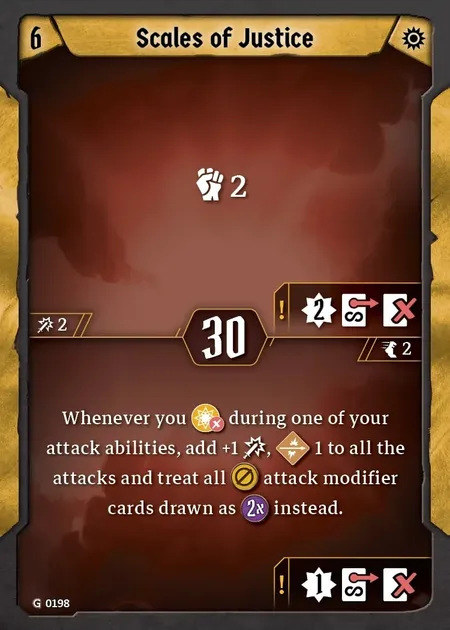 6 Scales of Justice
2
2
2
30
2
Whenever you during one of your
attack abilities, add +1 , 1 to all the
attacks and treat all attack modifier
cards drawn as 2x instead.
1
G 0198